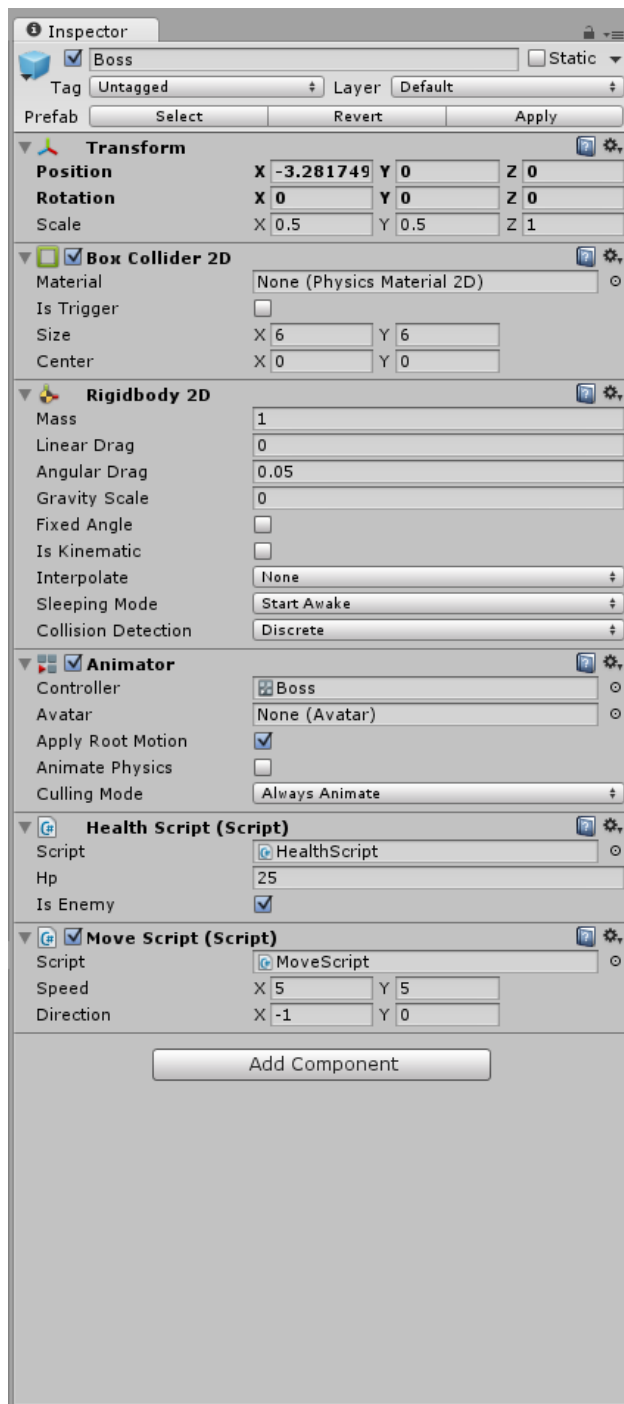 Inspector
Boss Static
Tag Untagged Layer Default
Prefab Select Revert Apply
Transform
Position X -3.281749 Y 0 Z 0
Rotation X 0 Y 0 Z 0
Scale X 0.5 Y 0.5 Z 1
Box Collider 2D
Material None (Physics Material 2D)
Is Trigger
Size X 6 Y 6
Center X 0 Y 0
Rigidbody 2D
Mass 1
Linear Drag 0
Angular Drag 0.05
Gravity Scale 0
Fixed Angle
Is Kinematic
Interpolate None
Sleeping Mode Start Awake
Collision Detection Discrete
Animator
Controller Boss
Avatar None (Avatar)
Apply Root Motion
Animate Physics
Culling Mode Always Animate
C# Health Script (Script)
Script C# HealthScript
Hp 25
Is Enemy
C# Move Script (Script)
Script C# MoveScript
Speed X 5 Y 5
Direction X -1 Y 0
Add Component